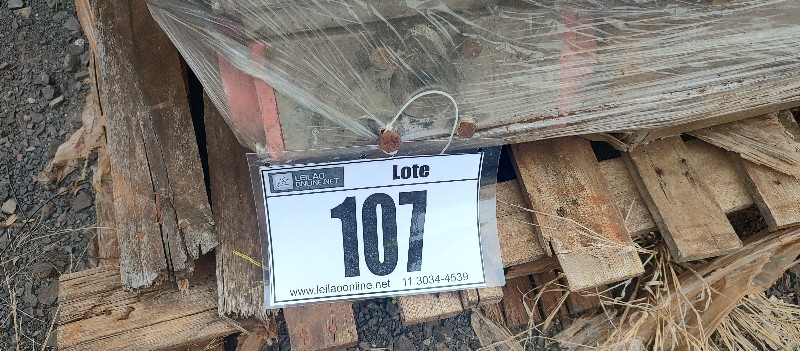 LEILÃO
ONLINE.NET
Lote
107
www.leilaoonline.net 11 3034-4539